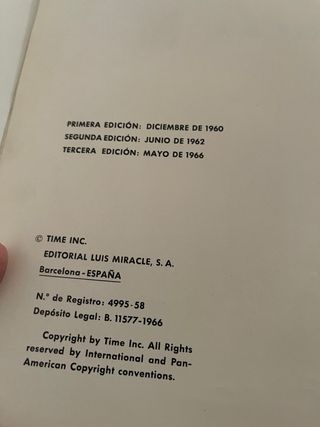 PRIMERA EDICIÓN: DICIEMBRE DE 1960
SEGUNDA EDICIÓN: JUNIO DE 1962
TERCERA EDICIÓN: MAYO DE 1966
© TIME INC.
EDITORIAL LUIS MIRACLE, S. A.
Barcelona-ESPAÑA
N.º de Registro: 4995-58
Depósito Legal: B. 11577-1966
Copyright by Time Inc. All Rights
reserved by International and Pan-
American Copyright conventions.